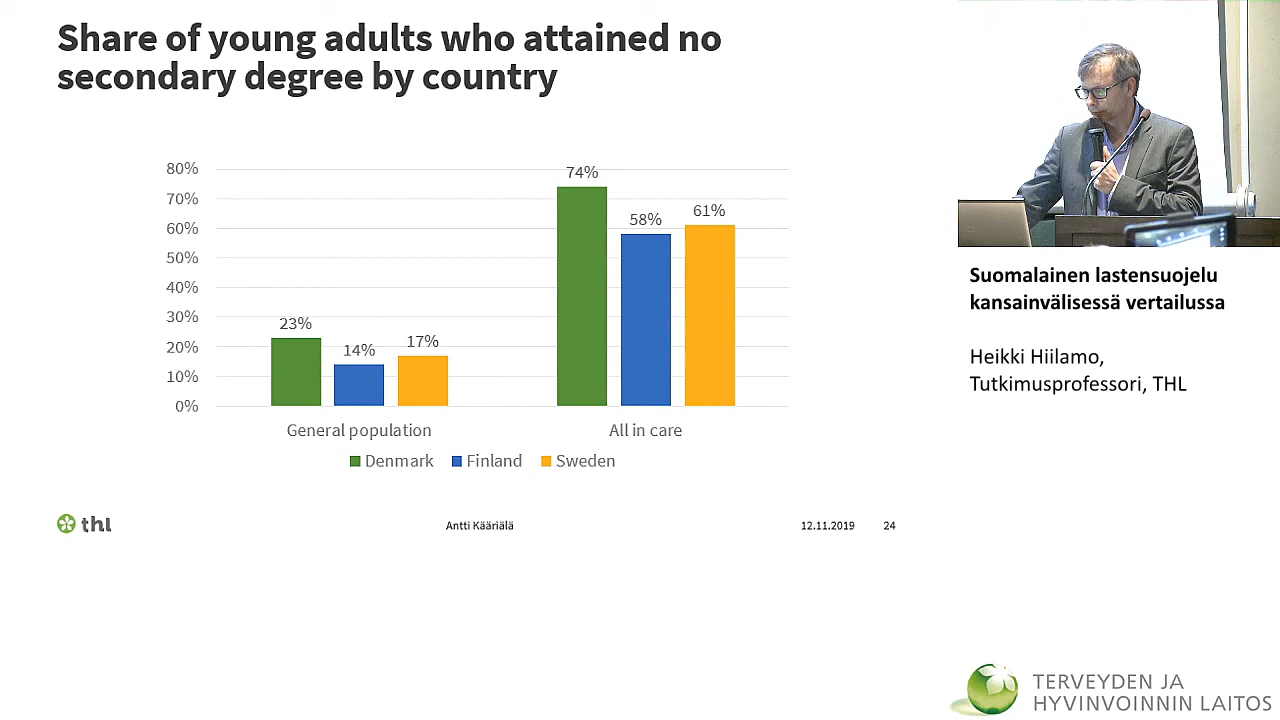 Share of young adults who attained no
secondary degree by country
80%
70%
60%
50%
40%
30%
20%
10%
0%
23%
14%
17%
74%
58%
61%
General population
All in care
Denmark
Finland
Sweden
thl
Antti Kääriälä
12.11.2019
24
Suomalainen lastensuojelu
kansainvälisessä vertailussa
Heikki Hiilamo,
Tutkimusprofessori, THL
TERVEYDEN JA
HYVINVOINNIN LAITOS